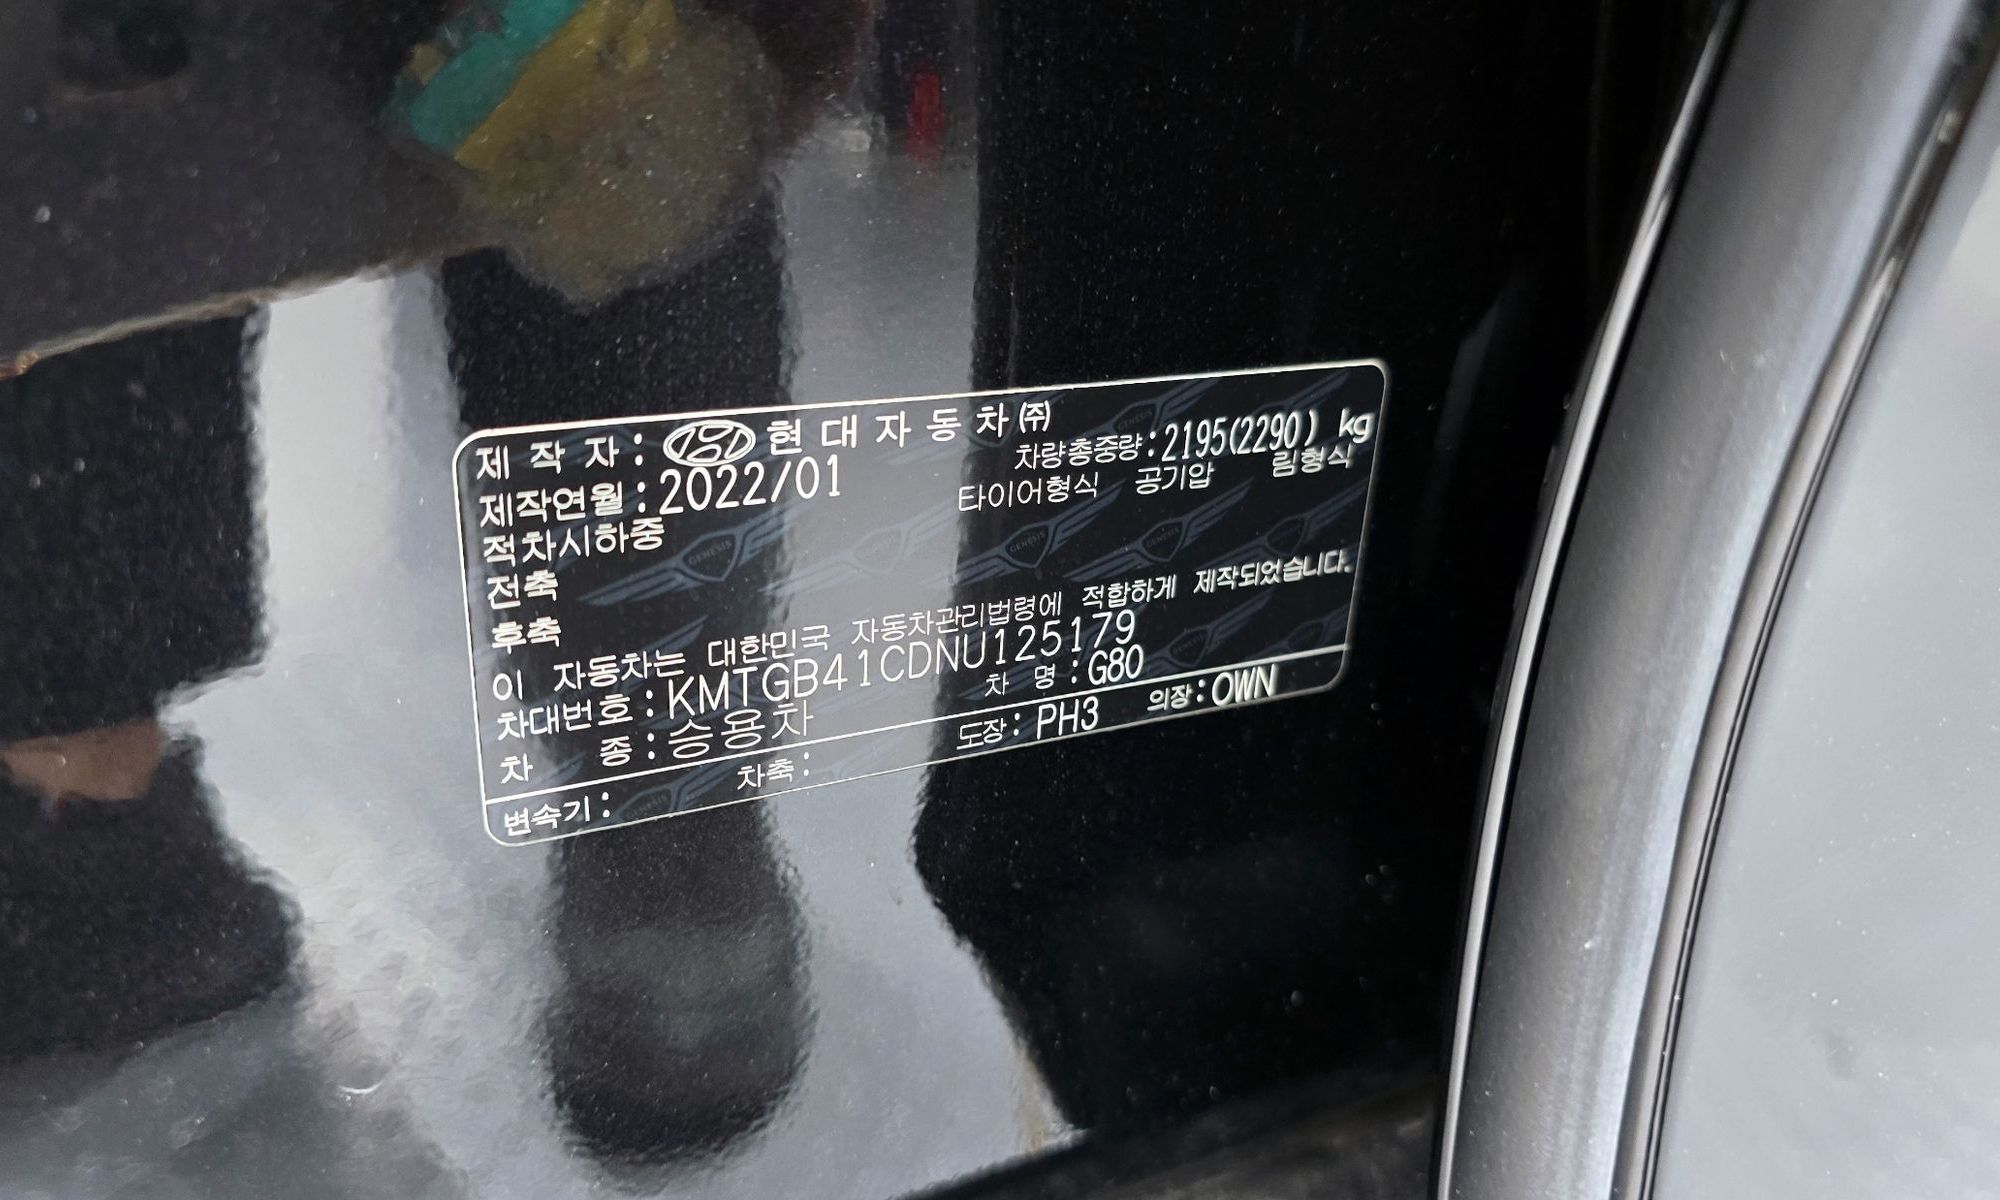 제 작 자 : 현 대 자 동 차 ㈜
제작연월 : 2022/01 차량총중량 : 2195(2290) kg
적차시하중 타이어형식 공기압 림형식
전축
후축
이 자동차는 대한민국 자동차관리법령에 적합하게 제작되었습니다.
차대번호 : KMTGB41CDNU125179
차 종 : 승용차 차 명 : G80
변속기 : 차축 : 도장 : PH3 의장 : OWN
GENESIS
GENESIS
GENESIS